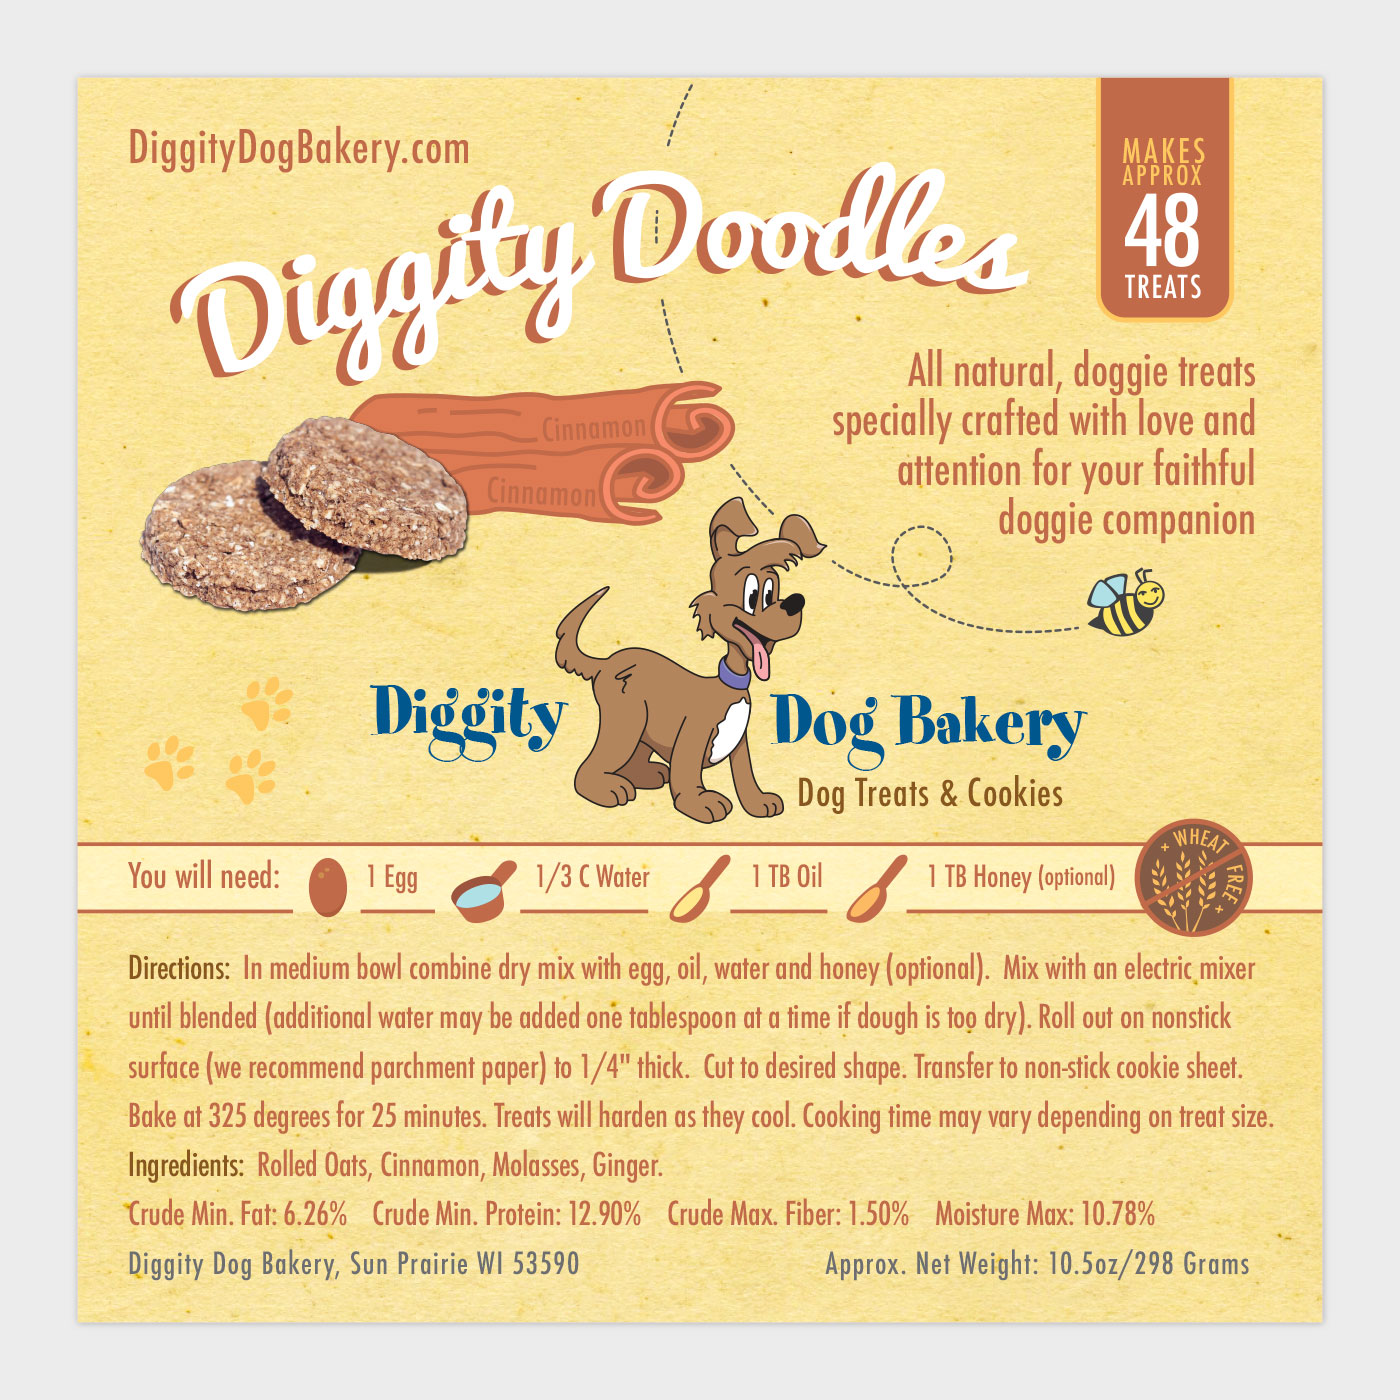 DiggityDogBakery.com
MAKES
APPROX
48
TREATS
Diggity Doodles
All natural, doggie treats
specially crafted with love and
attention for your faithful
doggie companion
Cinnamon
Cinnamon
Diggity Dog Bakery
Dog Treats & Cookies
You will need: 1 Egg 1/3 C Water 1 TB Oil 1 TB Honey (optional)
+ WHEAT FREE +
Directions: In medium bowl combine dry mix with egg, oil, water and honey (optional). Mix with an electric mixer
until blended (additional water may be added one tablespoon at a time if dough is too dry). Roll out on nonstick
surface (we recommend parchment paper) to 1/4" thick. Cut to desired shape. Transfer to non-stick cookie sheet.
Bake at 325 degrees for 25 minutes. Treats will harden as they cool. Cooking time may vary depending on treat size.
Ingredients: Rolled Oats, Cinnamon, Molasses, Ginger.
Crude Min. Fat: 6.26% Crude Min. Protein: 12.90% Crude Max. Fiber: 1.50% Moisture Max: 10.78%
Diggity Dog Bakery, Sun Prairie WI 53590 Approx. Net Weight: 10.5oz/298 Grams